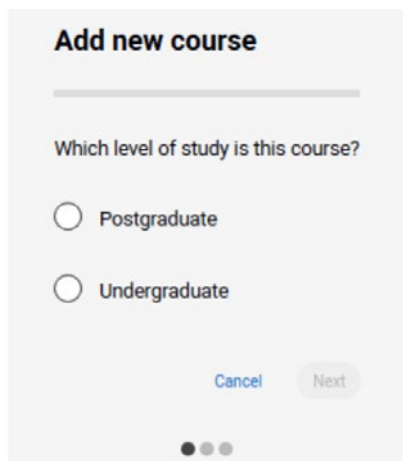 Add new course
Which level of study is this course?
Postgraduate
Undergraduate
Cancel Next